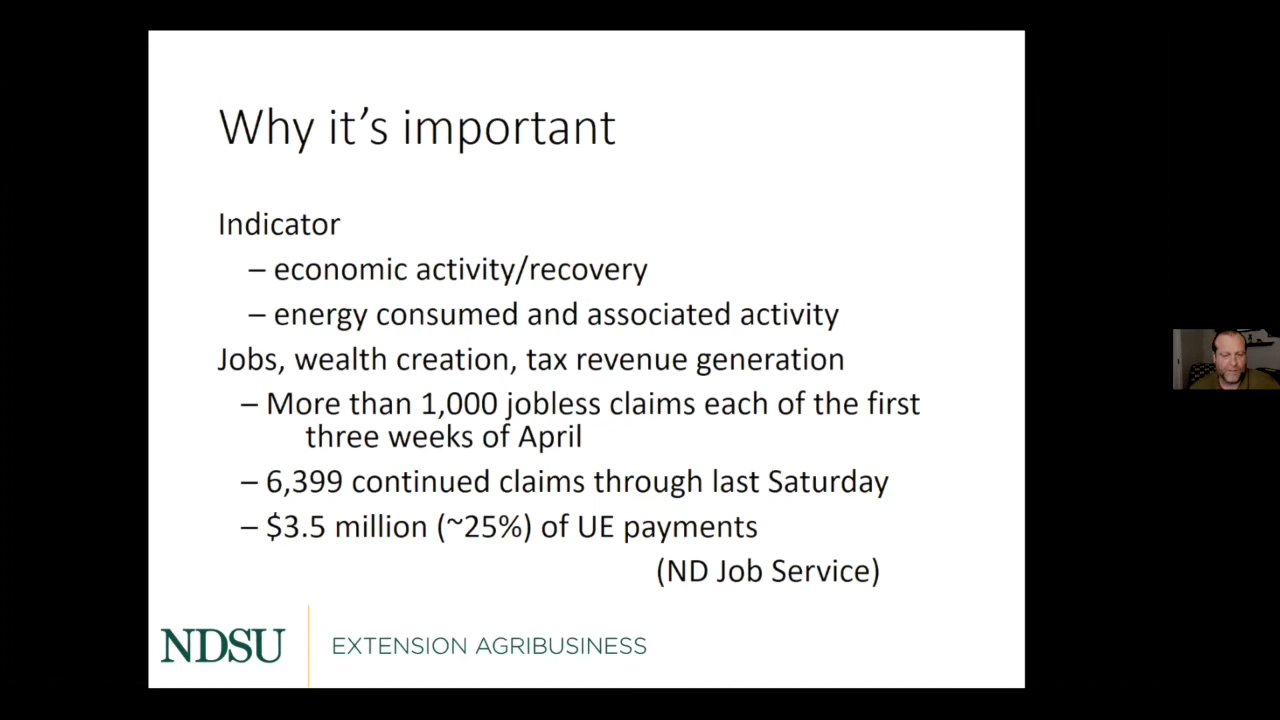 Why it's important
Indicator
– economic activity/recovery
– energy consumed and associated activity
Jobs, wealth creation, tax revenue generation
– More than 1,000 jobless claims each of the first
three weeks of April
– 6,399 continued claims through last Saturday
– $3.5 million (~25%) of UE payments
(ND Job Service)
NDSU EXTENSION AGRIBUSINESS